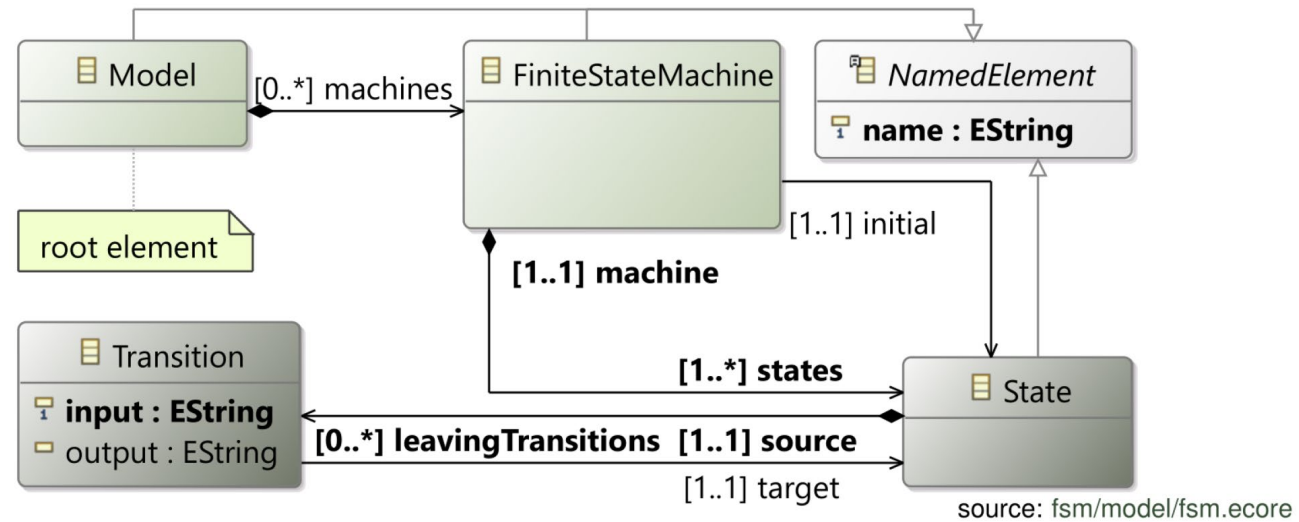 Model
[0..*] machines
FiniteStateMachine
NamedElement
name : EString
root element
[1..1] initial
[1..1] machine
Transition
input : EString
output : EString
[1..*] states
State
[0..*] leavingTransitions [1..1] source
[1..1] target
source: fsm/model/fsm.ecore